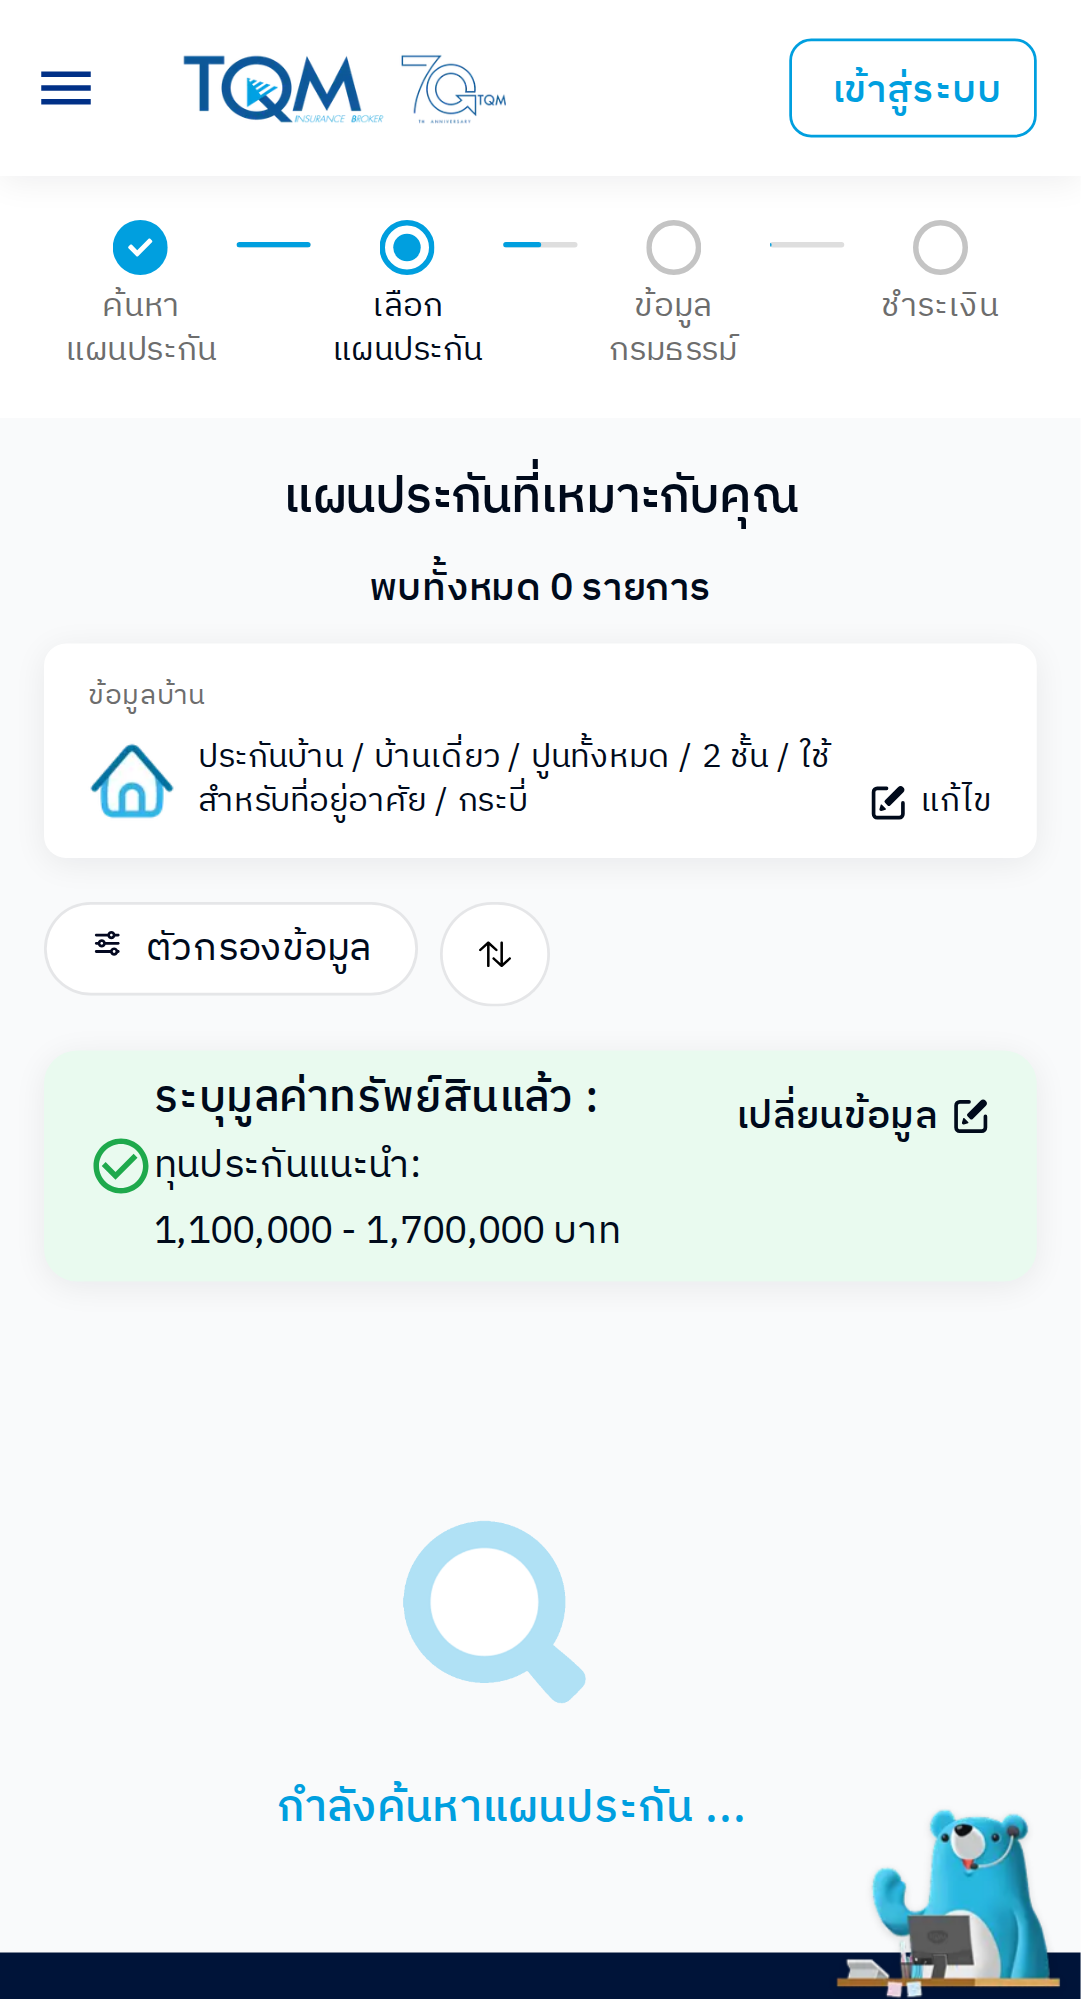 TQM
INSURANCE BROKER
70 TQM
TH ANNIVERSARY
เข้าสู่ระบบ
ค้นหา
แผนประกัน
เลือก
แผนประกัน
ข้อมูล
กรมธรรม์
ชำระเงิน
แผนประกันที่เหมาะกับคุณ
พบทั้งหมด 0 รายการ
ข้อมูลบ้าน
ประกันบ้าน / บ้านเดี่ยว / ปูนทั้งหมด / 2 ชั้น / ใช้
สำหรับที่อยู่อาศัย / กระบี่
แก้ไข
ตัวกรองข้อมูล
ระบุมูลค่าทรัพย์สินแล้ว :
เปลี่ยนข้อมูล
ทุนประกันแนะนำ:
1,100,000 - 1,700,000 บาท
กำลังค้นหาแผนประกัน ...